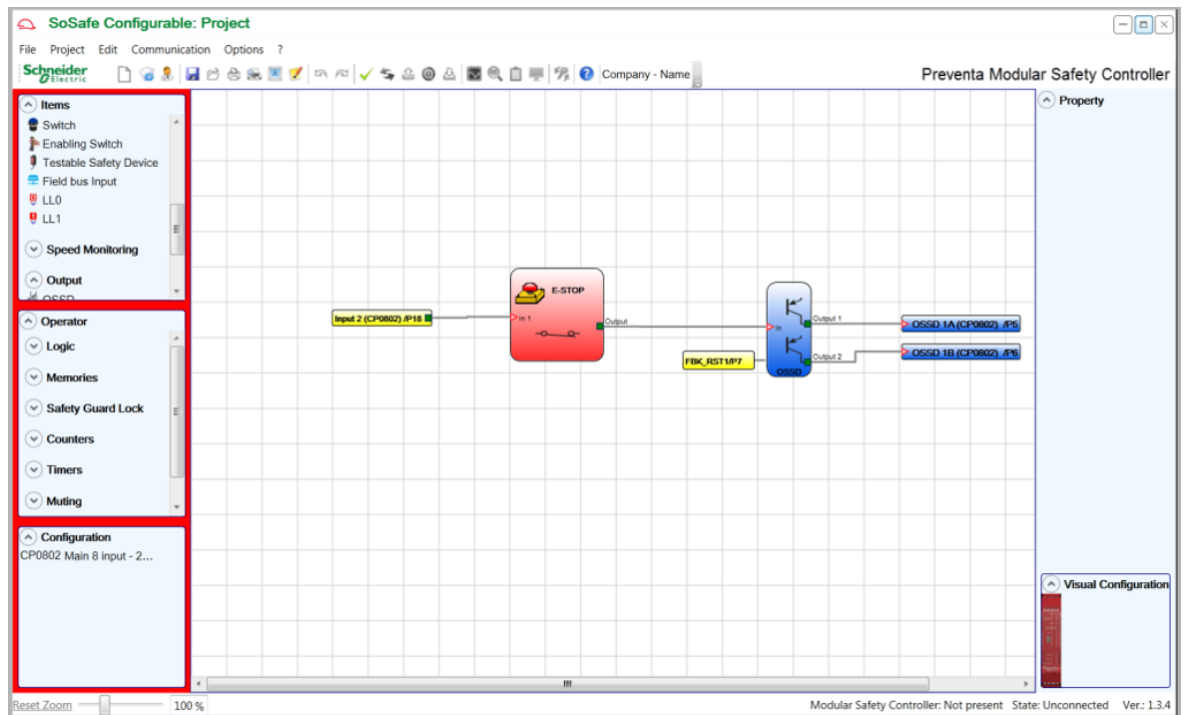 SoSafe Configurable: Project
File Project Edit Communication Options ?
Schneider Electric
Company - Name
Preventa Modular Safety Controller
Items
Switch
Enabling Switch
Testable Safety Device
Field bus Input
LL0
LL1
Speed Monitoring
Output
OSSD
Operator
Logic
Memories
Safety Guard Lock
Counters
Timers
Muting
Configuration
CP0802 Main 8 input - 2...
Input 2 (CP0802) /P18
E-STOP
In 1
Output
FBK_RST1/P7
In
Output 1
Output 2
OSSD
OSSD 1A (CP0802) /P5
OSSD 1B (CP0802) /P6
Property
Visual Configuration
Reset Zoom 100 %
Modular Safety Controller: Not present State: Unconnected Ver.: 1.3.4